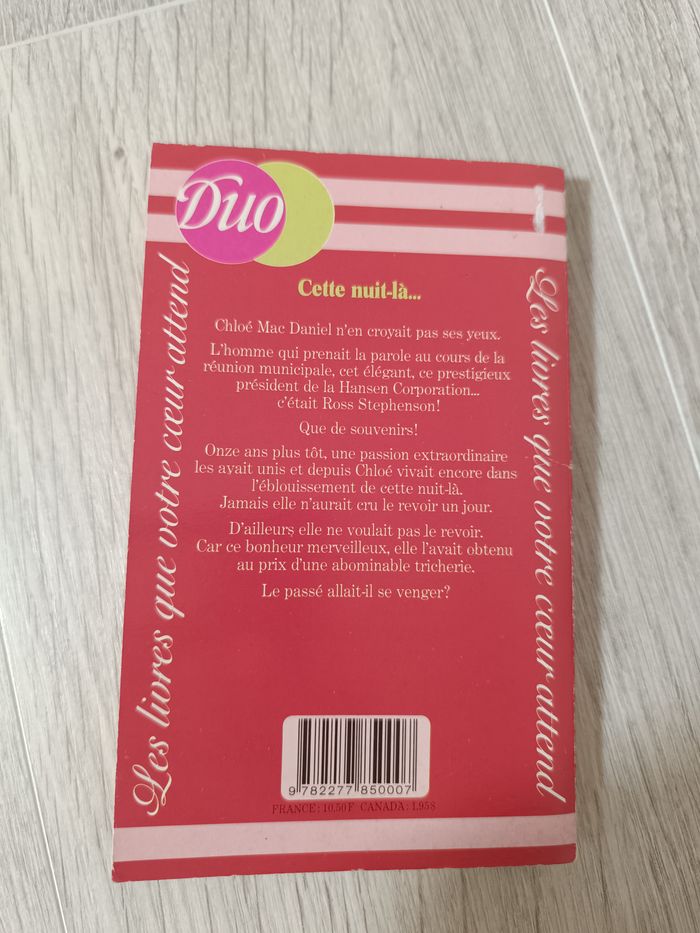 Duo
Cette nuit-là...
Chloé Mac Daniel n'en croyait pas ses yeux.
L'homme qui prenait la parole au cours de la
réunion municipale, cet élégant, ce prestigieux
président de la Hansen Corporation...
c'était Ross Stephenson!
Que de souvenirs!
Onze ans plus tôt, une passion extraordinaire
les avait unis et depuis Chloé vivait encore dans
l'éblouissement de cette nuit-là.
Jamais elle n'aurait cru le revoir un jour.
D'ailleurs elle ne voulait pas le revoir.
Car ce bonheur merveilleux, elle l'avait obtenu
au prix d'une abominable tricherie.
Le passé allait-il se venger?
Les livres que votre cœur attend
Les livres que votre cœur attend
9 782277 850007
FRANCE: 10,50F CANADA: 1.95$